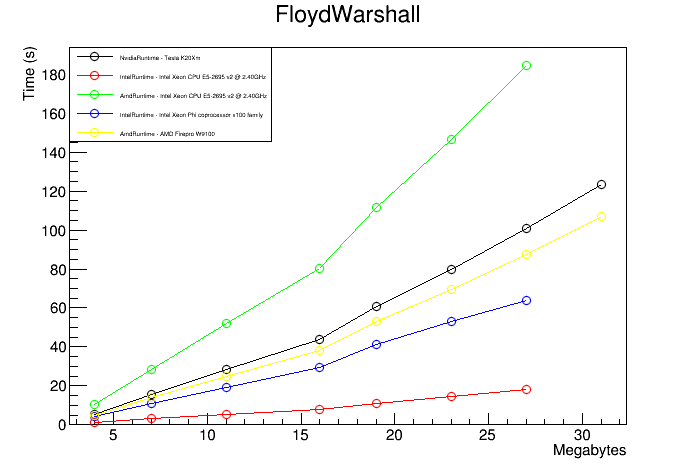 FloydWarshall
Time (s)
NvidiaRuntime - Tesla K20Xm
IntelRuntime - Intel Xeon CPU E5-2695 v2 @ 2.40GHz
AmdRuntime - Intel Xeon CPU E5-2695 v2 @ 2.40GHz
IntelRuntime - Intel Xeon Phi coprocessor x100 family
AmdRuntime - AMD Firepro W9100
180
160
140
120
100
80
60
40
20
0
5 10 15 20 25 30
Megabytes